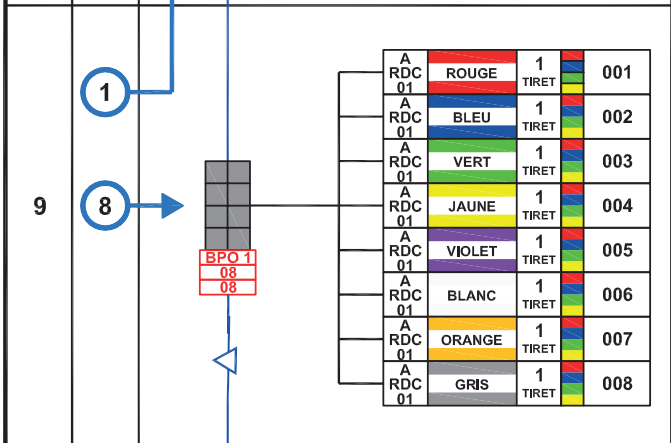 1
9
8
BPO 1
08
08
A
RDC
01
ROUGE
1
TIRET
001
A
RDC
01
BLEU
1
TIRET
002
A
RDC
01
VERT
1
TIRET
003
A
RDC
01
JAUNE
1
TIRET
004
A
RDC
01
VIOLET
1
TIRET
005
A
RDC
01
BLANC
1
TIRET
006
A
RDC
01
ORANGE
1
TIRET
007
A
RDC
01
GRIS
1
TIRET
008